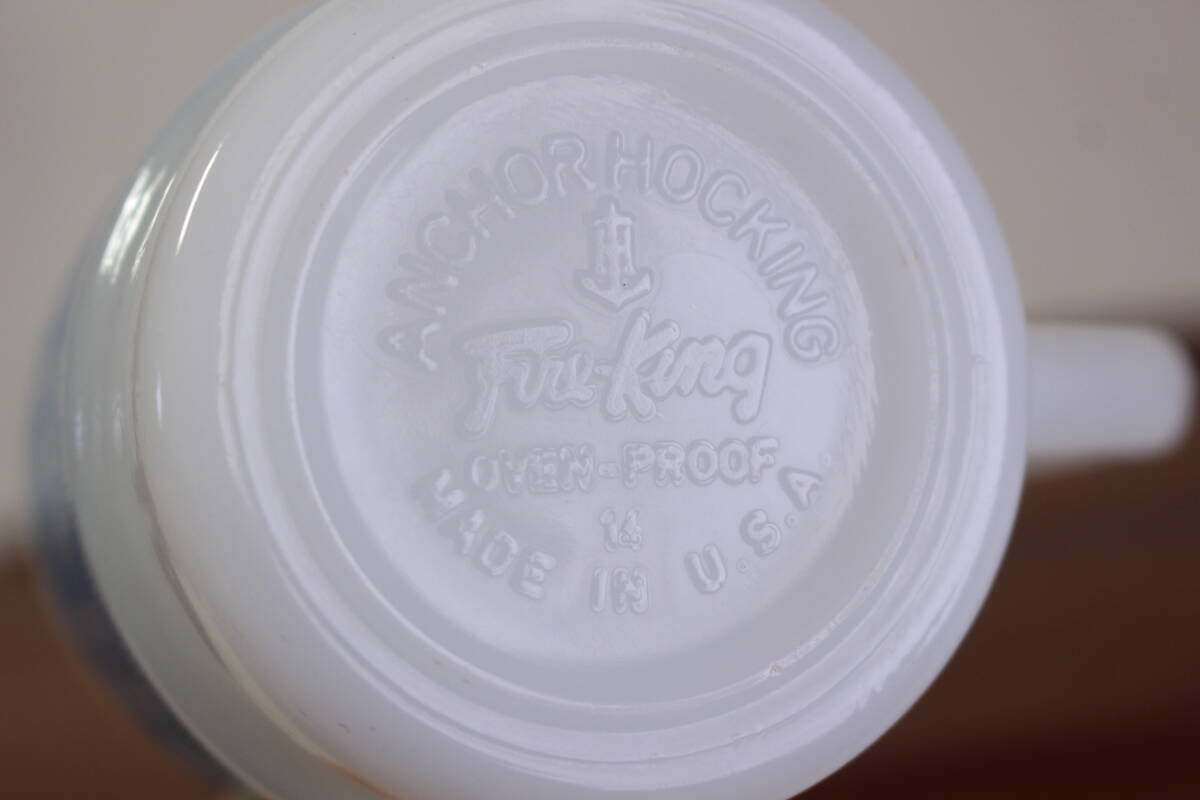 ANCHOR HOCKING
Fire-King
OVEN-PROOF
14
MADE IN U.S.A.